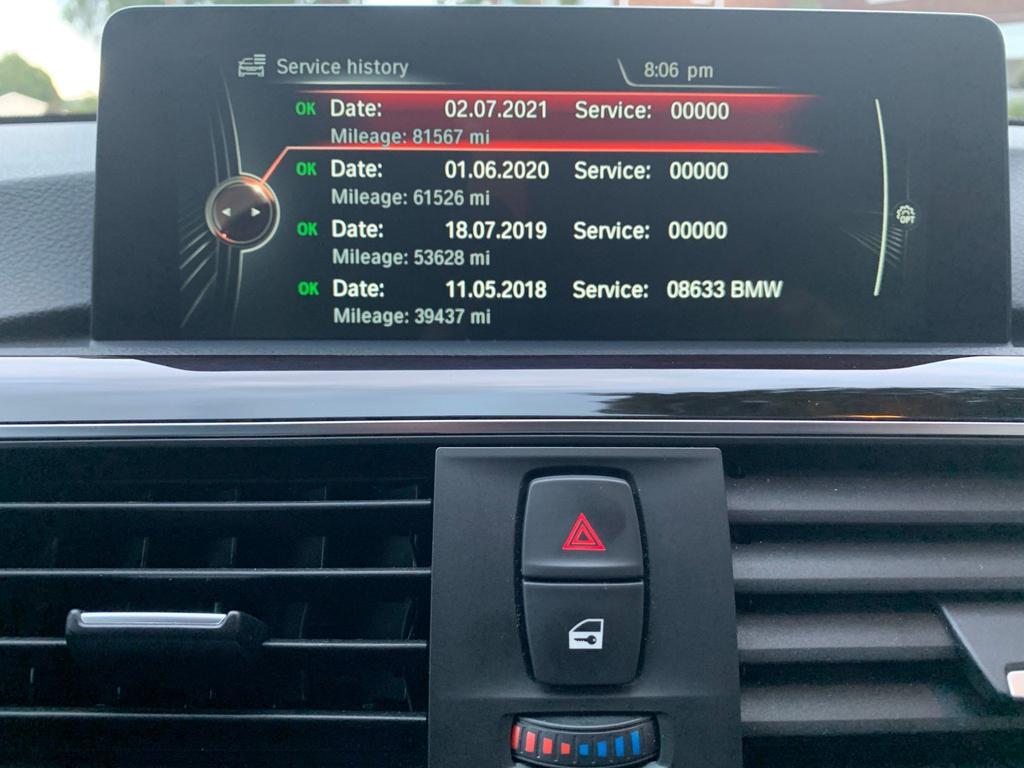 Service history 8:06 pm
OK Date: 02.07.2021 Service: 00000
Mileage: 81567 mi
OK Date: 01.06.2020 Service: 00000
Mileage: 61526 mi
OK Date: 18.07.2019 Service: 00000
Mileage: 53628 mi
OK Date: 11.05.2018 Service: 08633 BMW
Mileage: 39437 mi
OPT